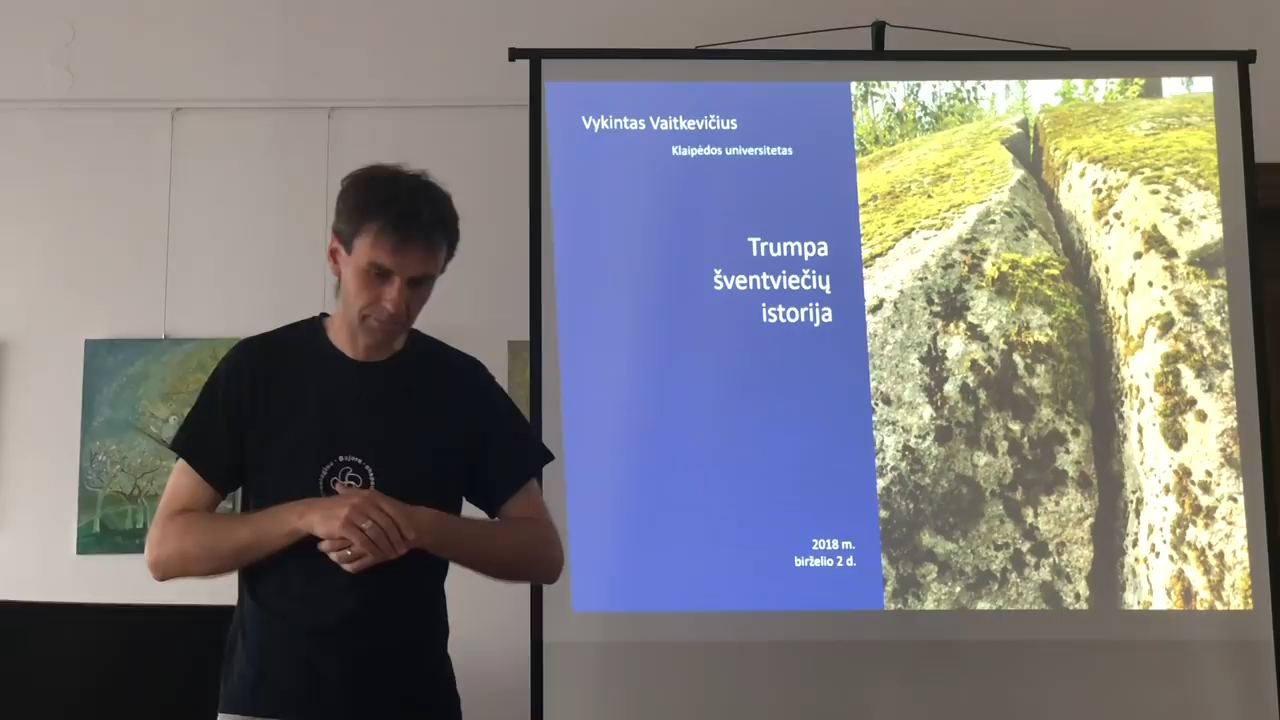 Vykintas Vaitkevičius
Klaipėdos universitetas
Trumpa
šventviečių
istorija
2018 m.
birželio 2 d.